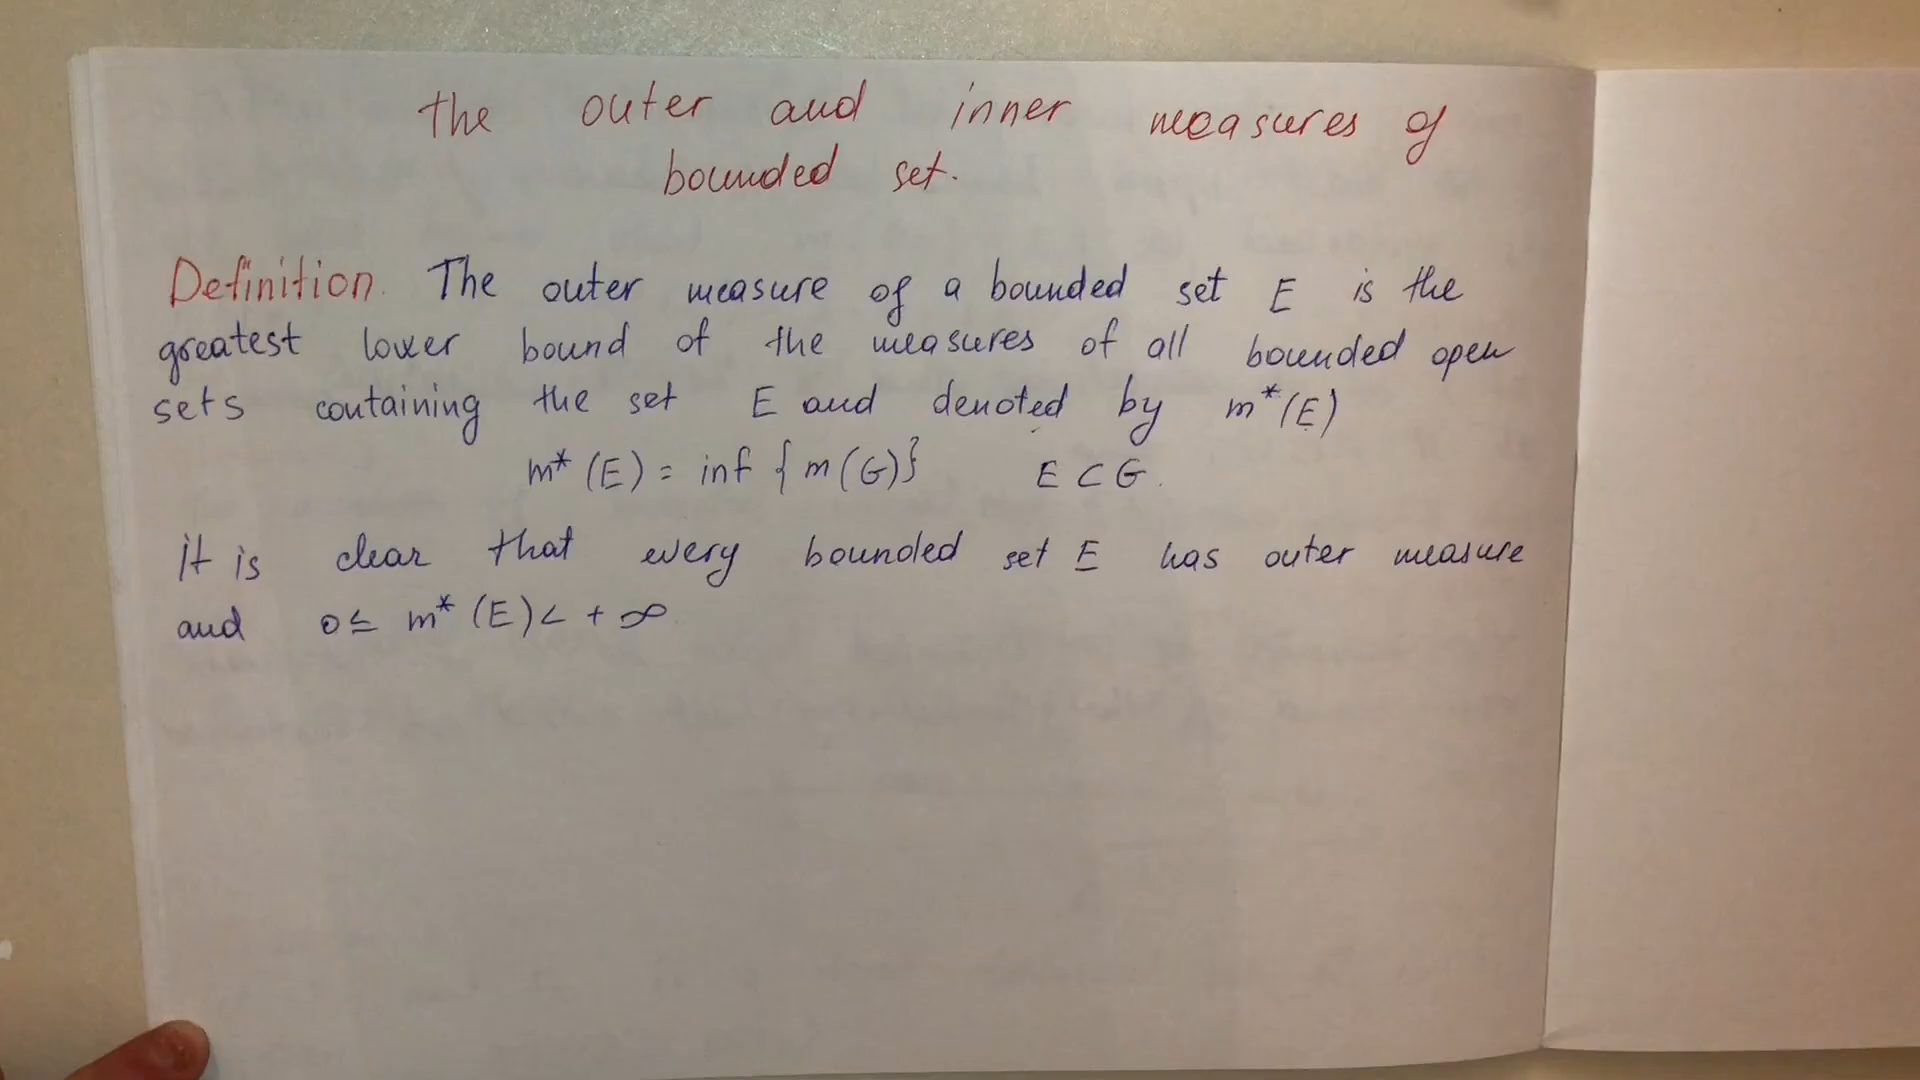 the outer and inner measures of
bounded set.
Definition. The outer measure of a bounded set E is the
greatest lower bound of the measures of all bounded open
sets containing the set E and denoted by m*(E)
m*(E) = inf {m(G)} E ⊂ G.
it is clear that every bounded set E has outer measure
and 0 ≤ m*(E) < + ∞